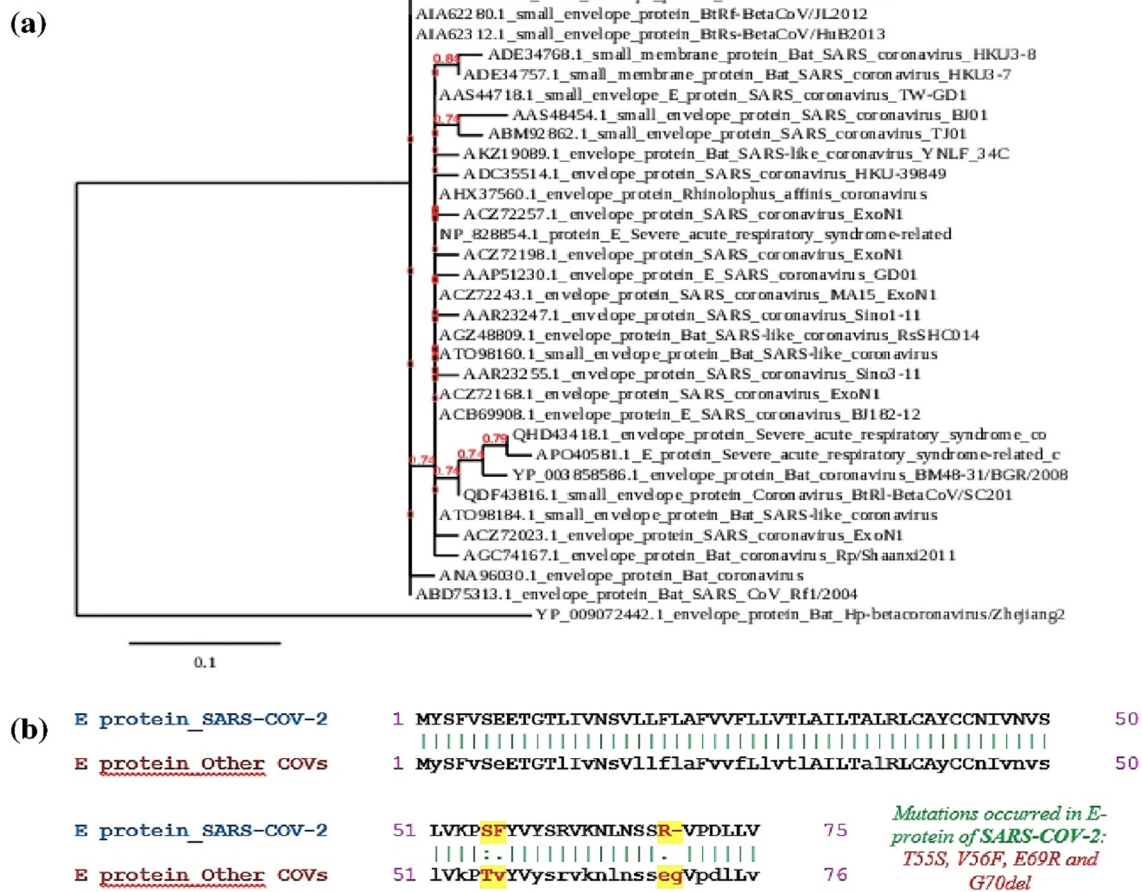 (a)
AIA62280.1_small_envelope_protein_BtRf-BetaCoV/JL2012
AIA62312.1_small_envelope_protein_BtRs-BetaCoV/HuB2013
0.84
ADE34768.1_small_membrane_protein_Bat_SARS_coronavirus_HKU3-8
ADE34757.1_small_membrane_protein_Bat_SARS_coronavirus_HKU3-7
AAS44718.1_small_envelope_E_protein_SARS_coronavirus_TW-GD1
0.74
AAS48454.1_small_envelope_protein_SARS_coronavirus_BJ01
ABM92862.1_small_envelope_protein_SARS_coronavirus_TJ01
AKZ19089.1_envelope_protein_Bat_SARS-like_coronavirus_YNLF_34C
ADC35514.1_envelope_protein_SARS_coronavirus_HKU-39849
AHX37560.1_envelope_protein_Rhinolophus_affinis_coronavirus
ACZ72257.1_envelope_protein_SARS_coronavirus_ExoN1
NP_828854.1_protein_E_Severe_acute_respiratory_syndrome-related
ACZ72198.1_envelope_protein_SARS_coronavirus_ExoN1
AAP51230.1_envelope_protein_E_SARS_coronavirus_GD01
ACZ72243.1_envelope_protein_SARS_coronavirus_MA15_ExoN1
AAR23247.1_envelope_protein_SARS_coronavirus_Sino1-11
AGZ48809.1_envelope_protein_Bat_SARS-like_coronavirus_RsSHC014
ATO98160.1_small_envelope_protein_Bat_SARS-like_coronavirus
AAR23255.1_envelope_protein_SARS_coronavirus_Sino3-11
ACZ72168.1_envelope_protein_SARS_coronavirus_ExoN1
ACB69908.1_envelope_protein_E_SARS_coronavirus_BJ182-12
0.79
QHD43418.1_envelope_protein_Severe_acute_respiratory_syndrome_co
0.74
APO40581.1_E_protein_Severe_acute_respiratory_syndrome-related_c
0.74
0.74
YP_003858586.1_envelope_protein_Bat_coronavirus_BM48-31/BGR/2008
QDF43816.1_small_envelope_protein_Coronavirus_BtRl-BetaCoV/SC201
ATO98184.1_small_envelope_protein_Bat_SARS-like_coronavirus
ACZ72023.1_envelope_protein_SARS_coronavirus_ExoN1
AGC74167.1_envelope_protein_Bat_coronavirus_Rp/Shaanxi2011
ANA96030.1_envelope_protein_Bat_coronavirus
ABD75313.1_envelope_protein_Bat_SARS_CoV_Rf1/2004
YP_009072442.1_envelope_protein_Bat_Hp-betacoronavirus/Zhejiang2
0.1
(b)
E protein_SARS-COV-2 1 MYSFVSEETGTLIVNSVLLFLAFVVFLLVTLAILTALRLCAYCCNIVNVS 50
E protein_Other COVs 1 MySFvSeETGTlIvNsVllflaFvvfLlvtlAILTalRLCAyCCnIvnvs 50
E protein_SARS-COV-2 51 LVKPSFYVYSRVKNLNSSR-VPDLLV 75
E protein_Other COVs 51 lVkPTvYVysrvknlnssegVpdlLv 76
Mutations occurred in E-
protein of SARS-COV-2:
T55S, V56F, E69R and
G70del